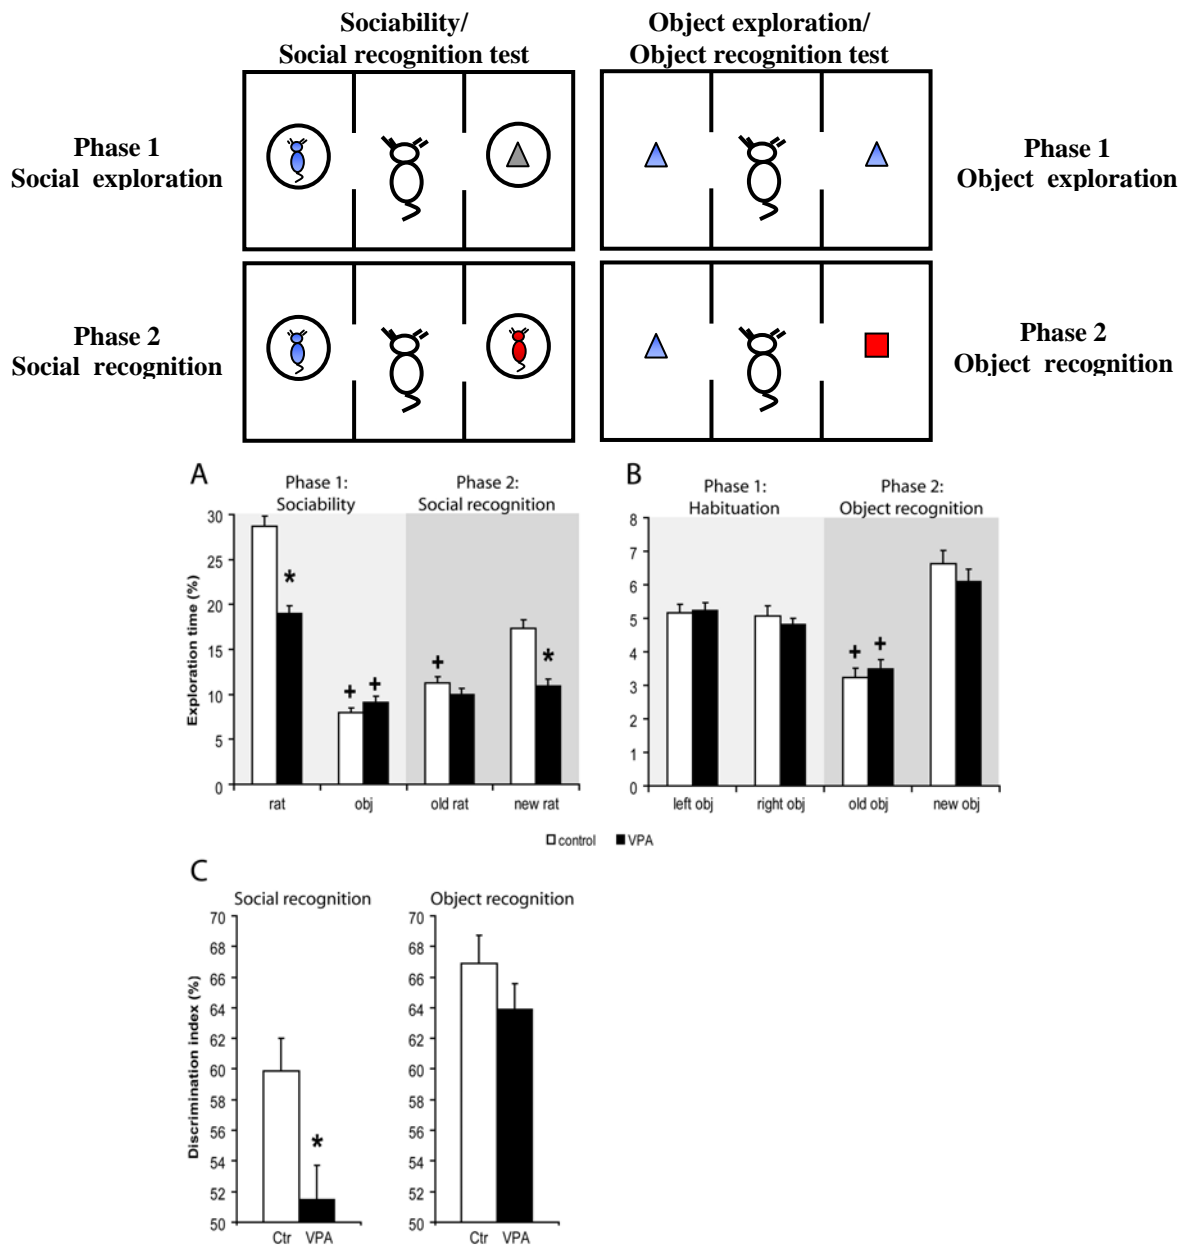 Sociability/
Social recognition test
Object exploration/
Object recognition test
Phase 1
Social exploration
Phase 1
Object exploration
Phase 2
Social recognition
Phase 2
Object recognition
A
Phase 1:
Sociability
Phase 2:
Social recognition
Exploration time (%)
30
25
20
15
10
5
0
*
+
+
+
*
rat
obj
old rat
new rat
B
Phase 1:
Habituation
Phase 2:
Object recognition
8
7
6
5
4
3
2
1
0
+
+
left obj
right obj
old obj
new obj
control
VPA
C
Social recognition
Discrimination index (%)
70
68
66
64
62
60
58
56
54
52
50
*
Ctr
VPA
Object recognition
70
68
66
64
62
60
58
56
54
52
50
Ctr
VPA